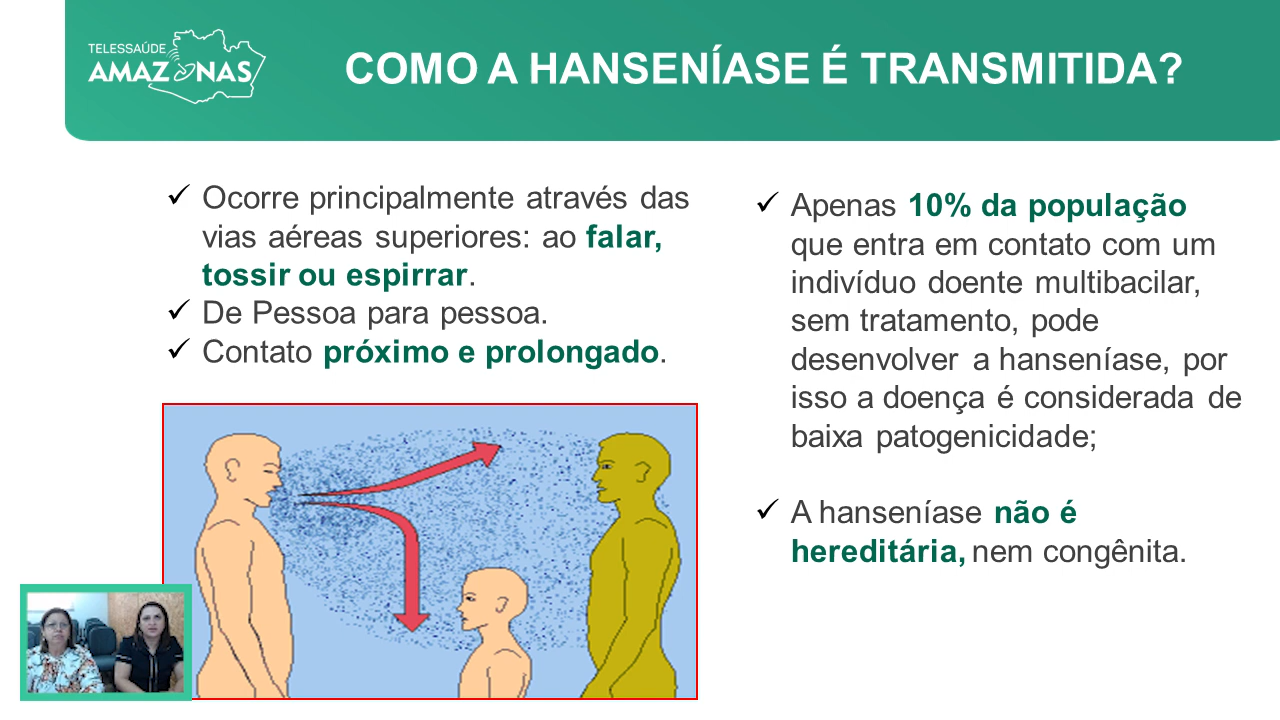 TELESSAÚDE
AMAZONAS
COMO A HANSENÍASE É TRANSMITIDA?
✓ Ocorre principalmente através das
vias aéreas superiores: ao falar,
tossir ou espirrar.
✓ De Pessoa para pessoa.
✓ Contato próximo e prolongado.
✓ Apenas 10% da população
que entra em contato com um
indivíduo doente multibacilar,
sem tratamento, pode
desenvolver a hanseníase, por
isso a doença é considerada de
baixa patogenicidade;
✓ A hanseníase não é
hereditária, nem congênita.